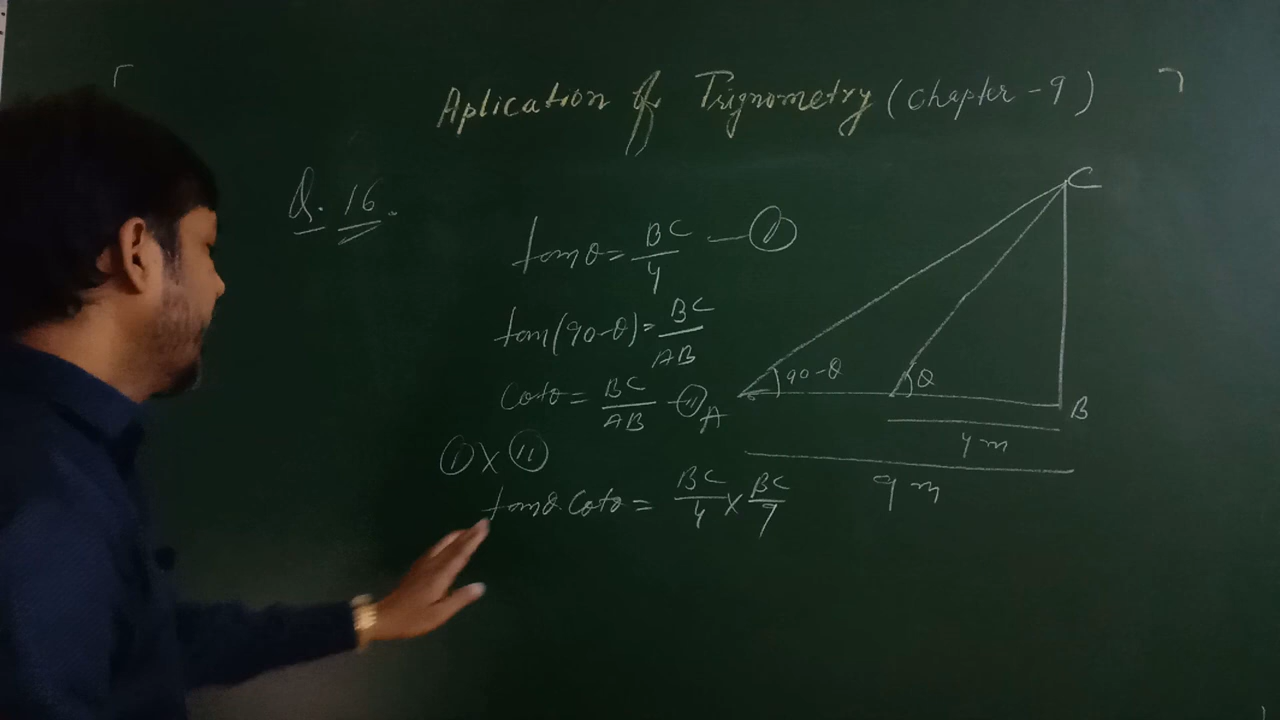 Aplication of Trignometry (Chapter - 9)
Q. 16.
tanθ = BC/4 — (I)
tan(90-θ) = BC/AB
Cotθ = BC/AB — (II)
(I) X (II)
tanθ. Cotθ = BC/4 X BC/9
C
90-θ
θ
A
B
4 m
9 m